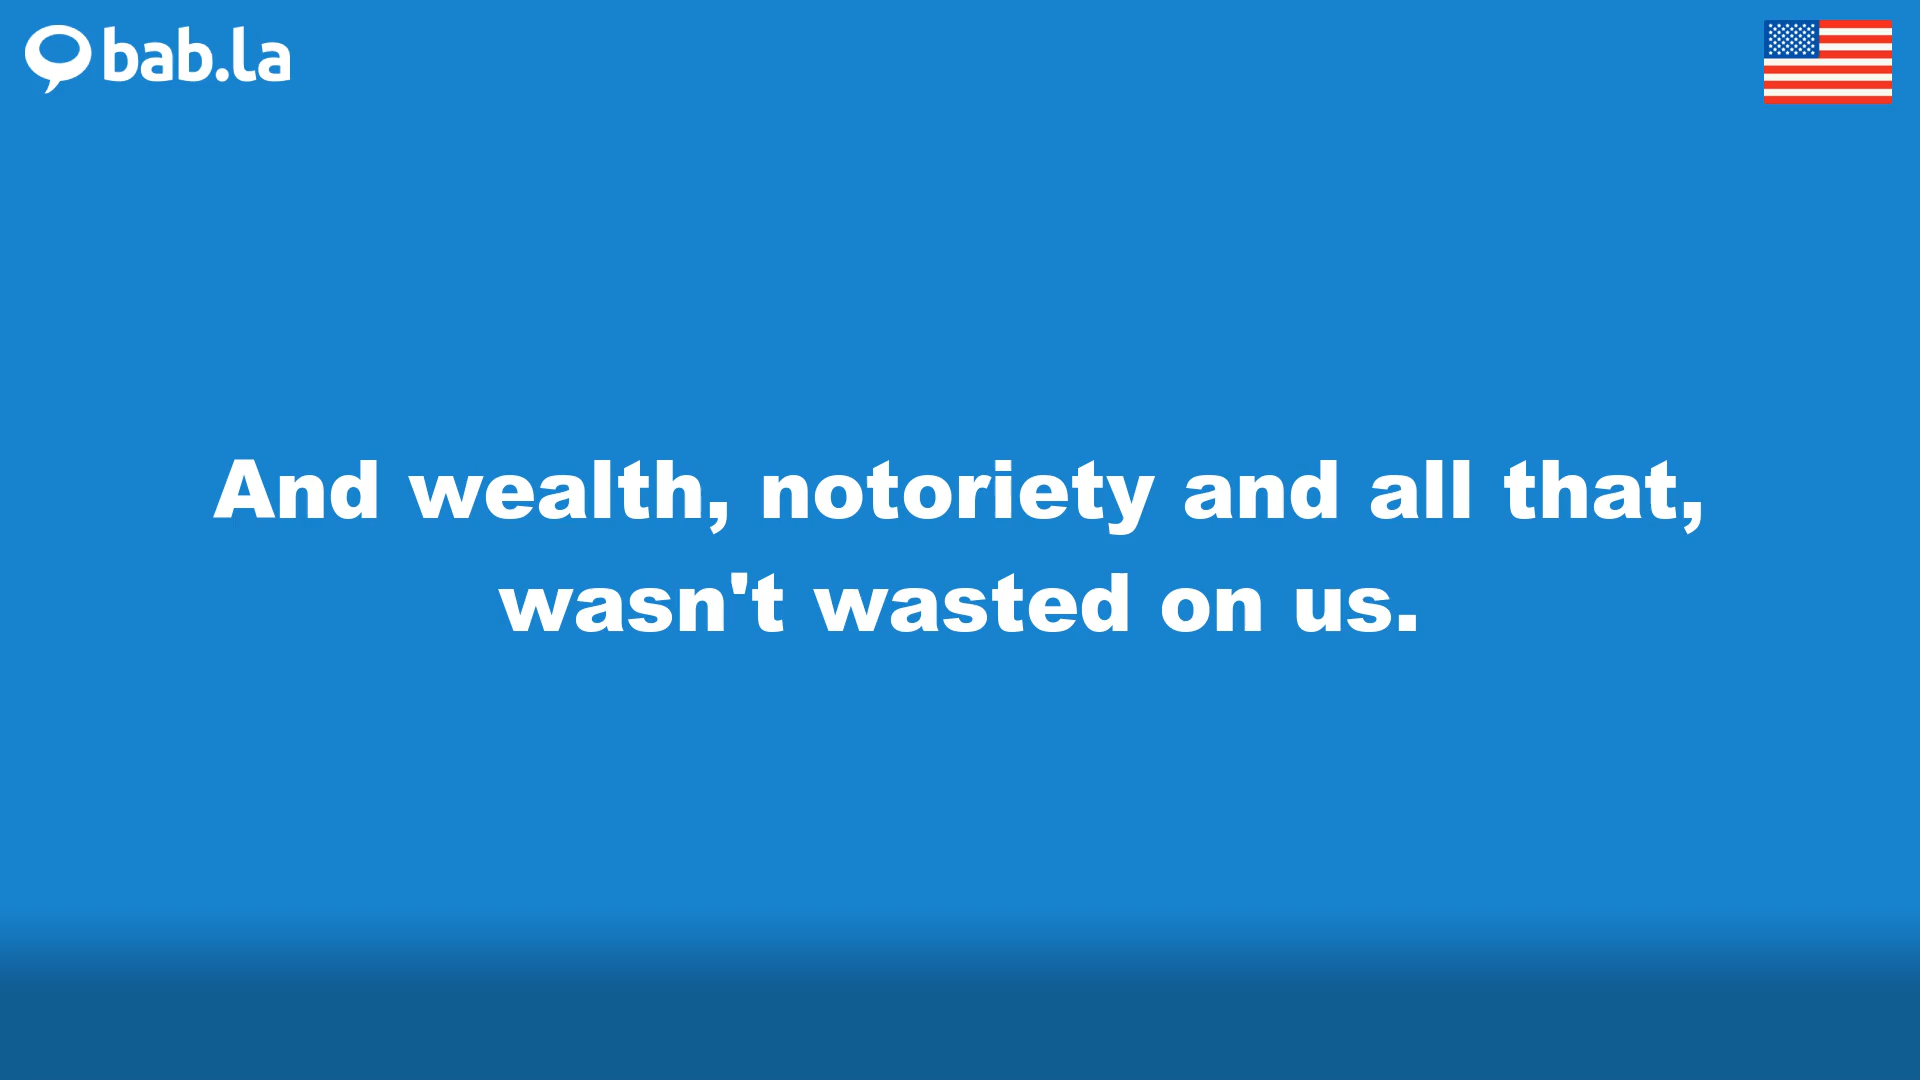 bab.la
And wealth, notoriety and all that,
wasn't wasted on us.